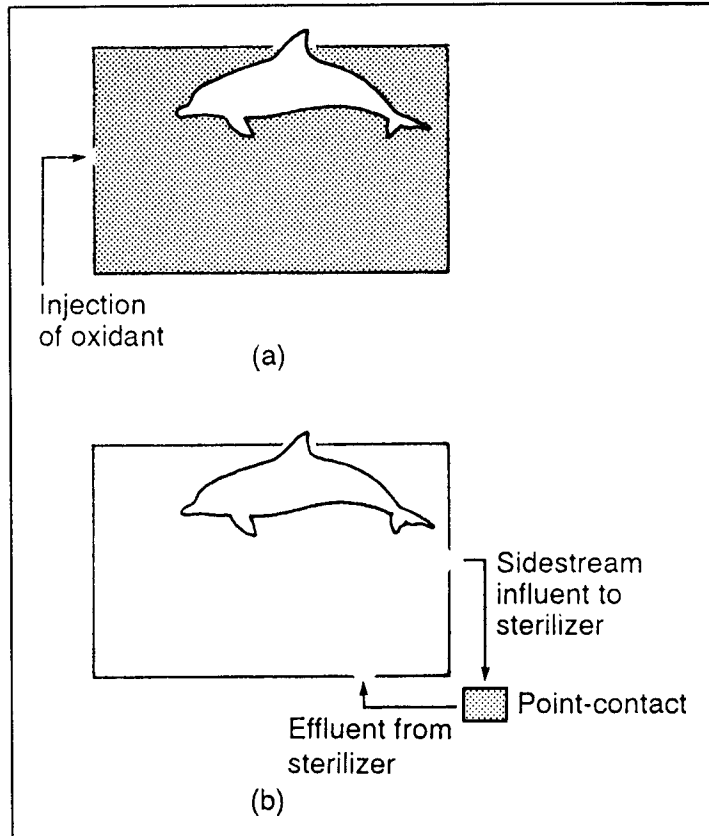 Injection
of oxidant
(a)
Sidestream
influent to
sterilizer
Point-contact
Effluent from
sterilizer
(b)